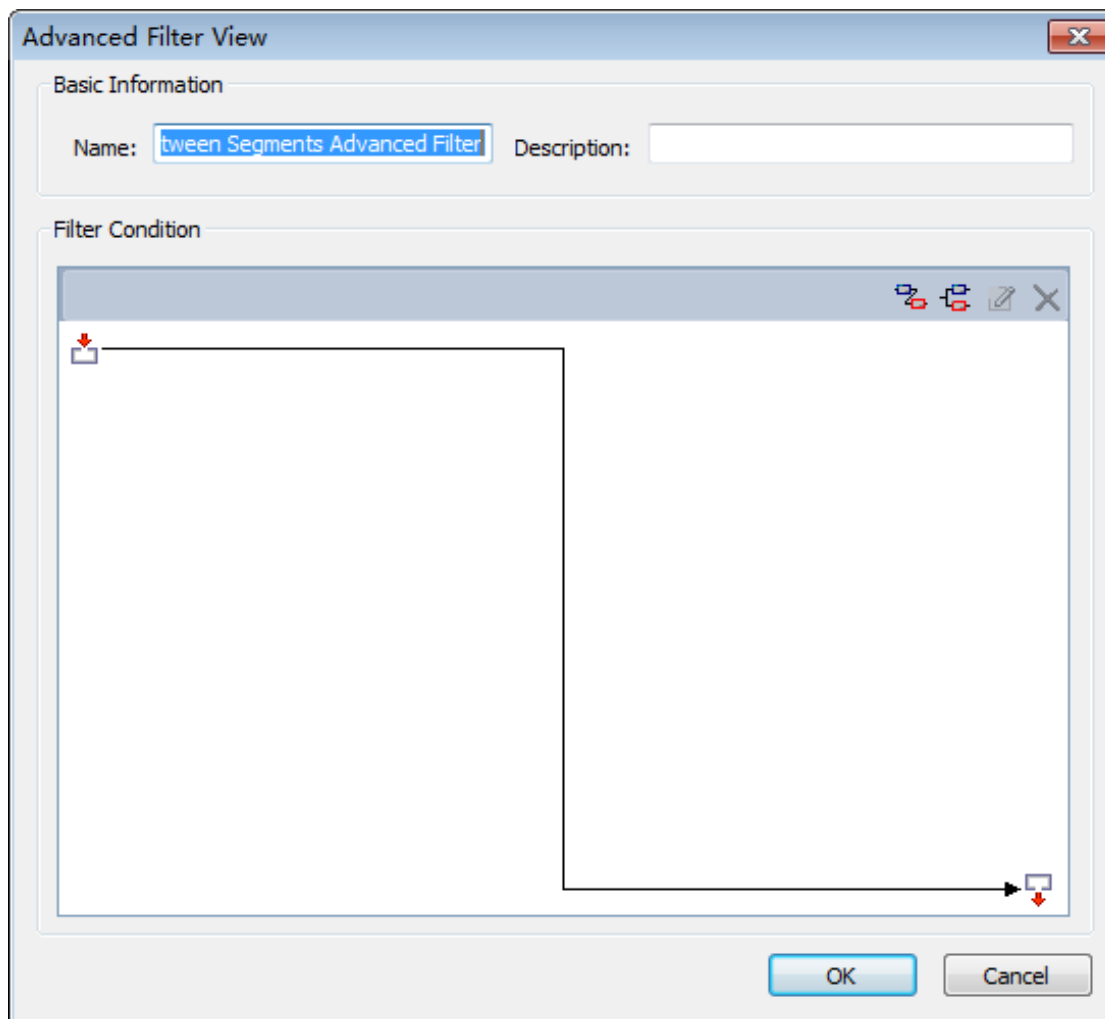 Advanced Filter View
Basic Information
Name: tween Segments Advanced Filter Description:
Filter Condition
OK Cancel